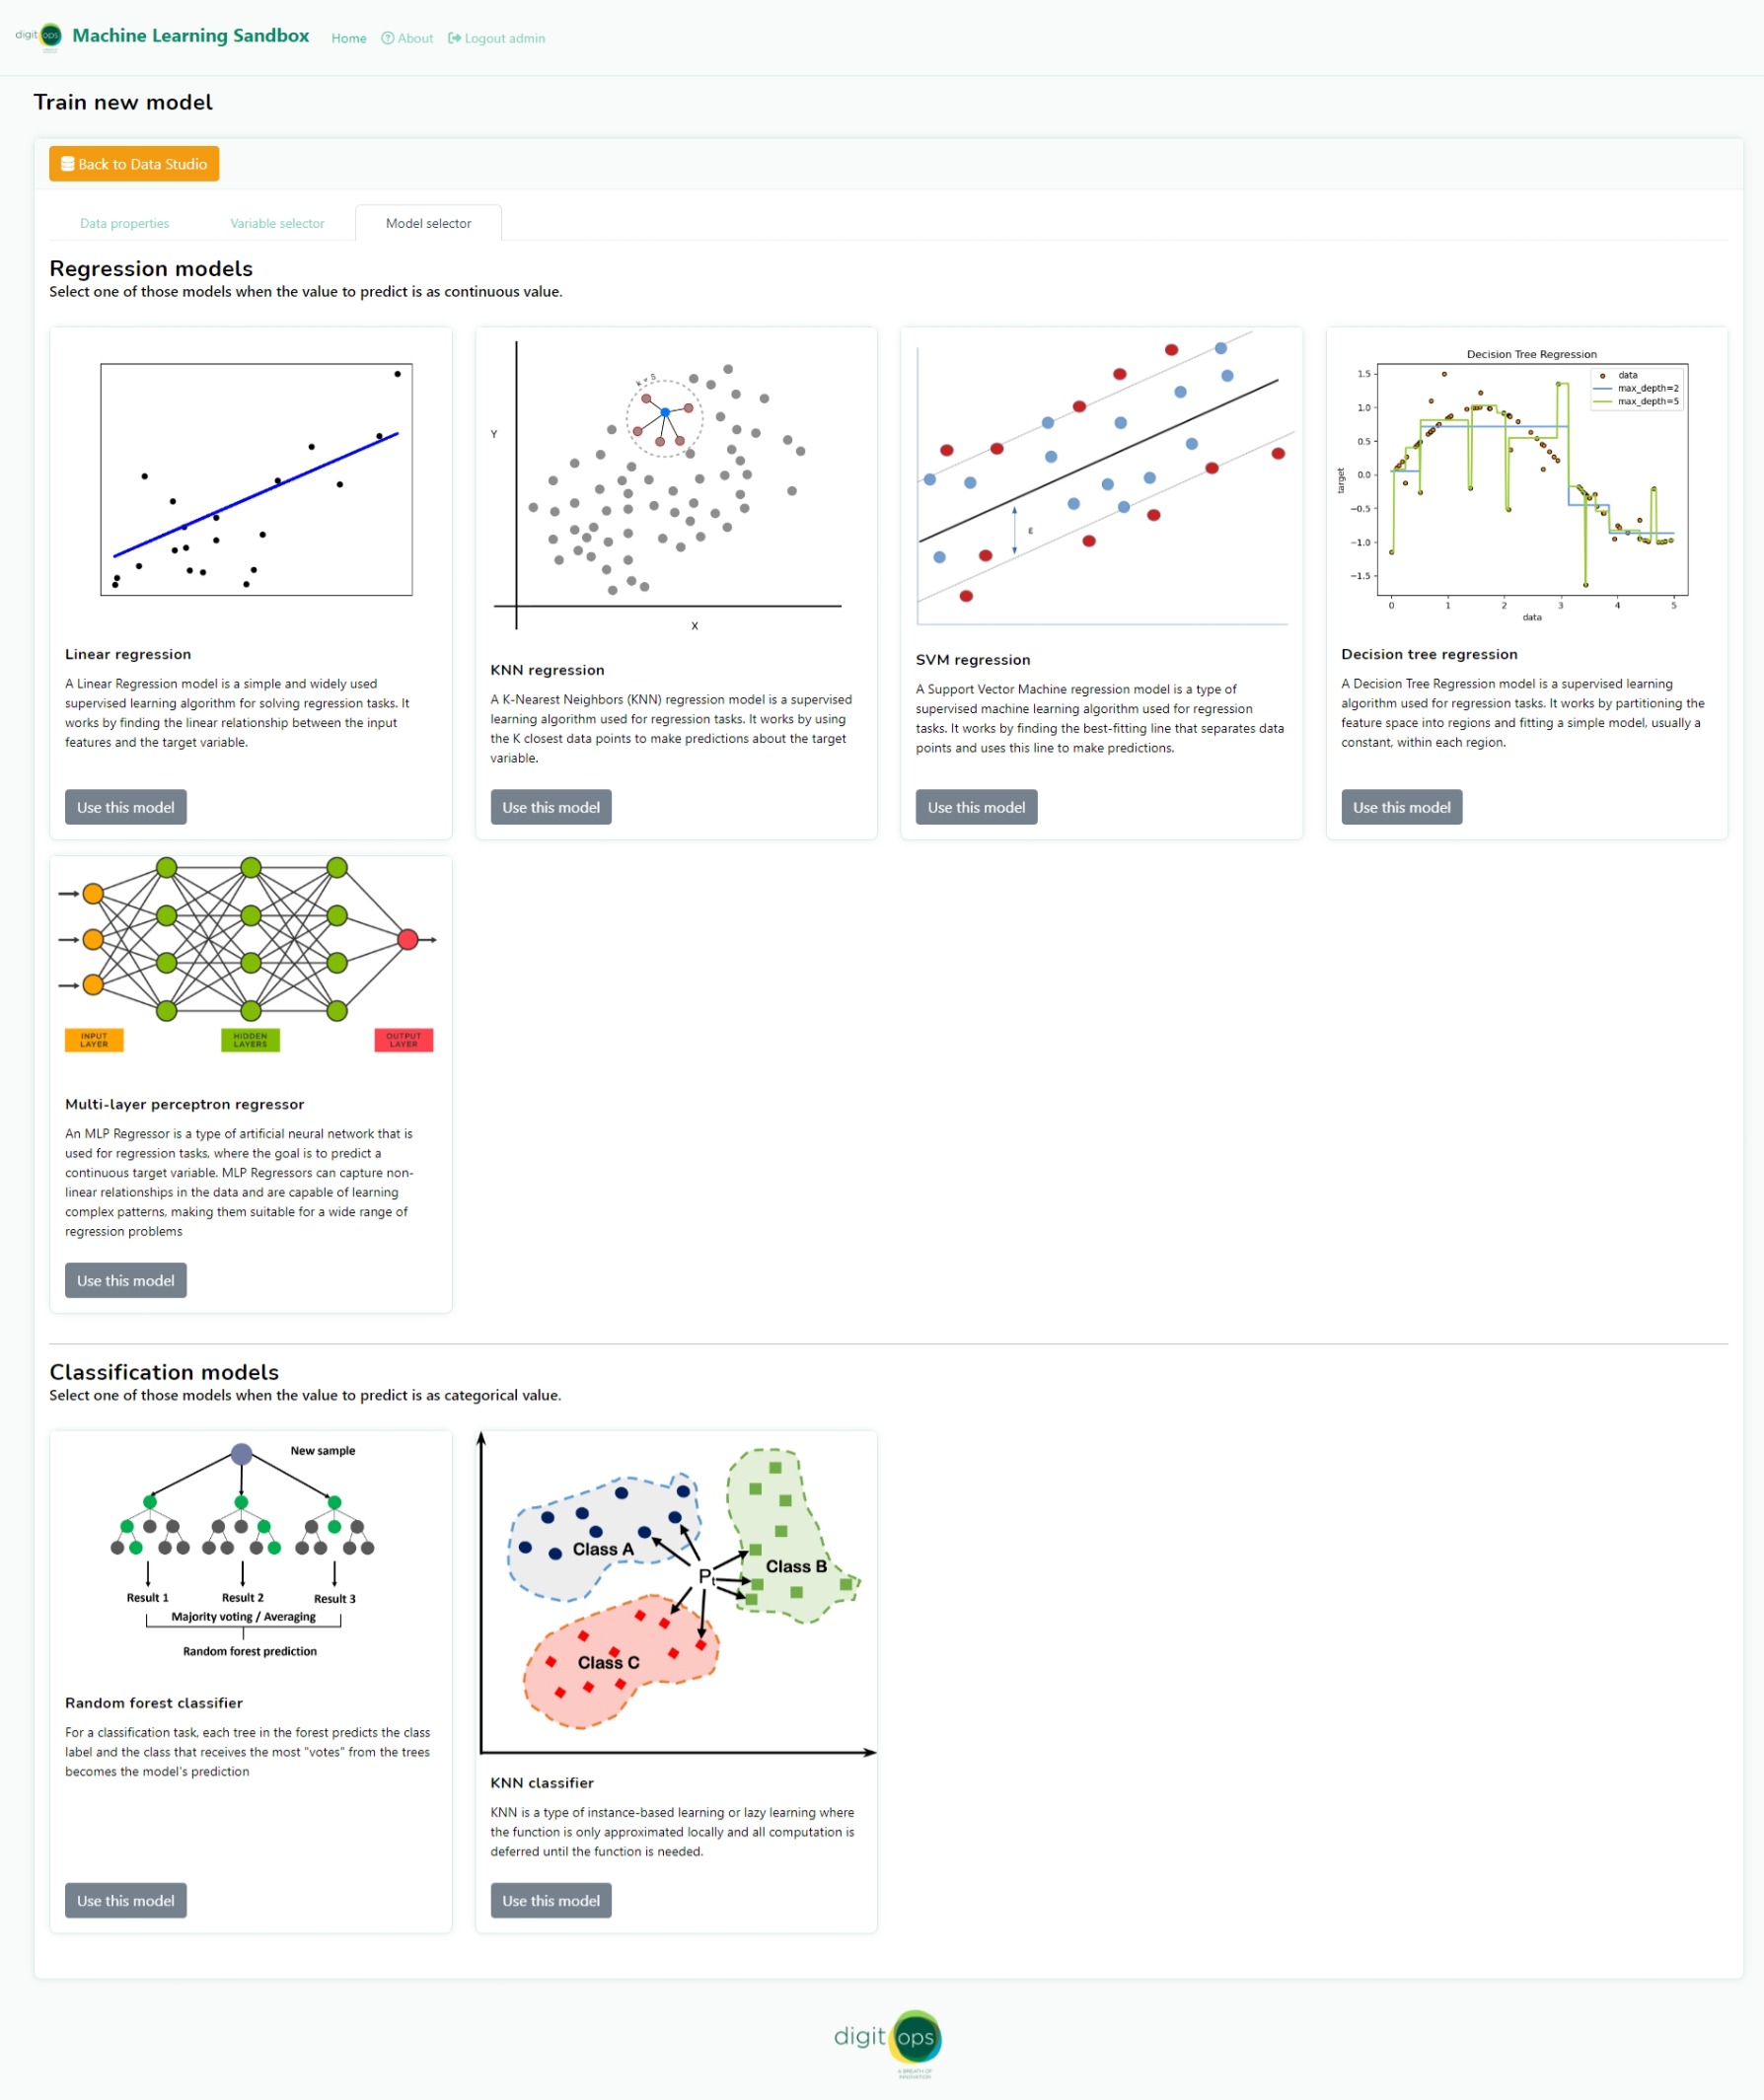 digit ops Machine Learning Sandbox Home About Logout admin
Train new model
Back to Data Studio
Data properties Variable selector Model selector
Regression models
Select one of those models when the value to predict is as continuous value.
Linear regression
A Linear Regression model is a simple and widely used
supervised learning algorithm for solving regression tasks. It
works by finding the linear relationship between the input
features and the target variable.
Use this model
k = 5
Y
X
KNN regression
A K-Nearest Neighbors (KNN) regression model is a supervised
learning algorithm used for regression tasks. It works by using
the K closest data points to make predictions about the target
variable.
Use this model
ε
SVM regression
A Support Vector Machine regression model is a type of
supervised machine learning algorithm used for regression
tasks. It works by finding the best-fitting line that separates data
points and uses this line to make predictions.
Use this model
Decision Tree Regression
data
max_depth=2
max_depth=5
1.5
1.0
0.5
0.0
−0.5
−1.0
−1.5
target
0 1 2 3 4 5
data
Decision tree regression
A Decision Tree Regression model is a supervised learning
algorithm used for regression tasks. It works by partitioning the
feature space into regions and fitting a simple model, usually a
constant, within each region.
Use this model
INPUT LAYER
HIDDEN LAYERS
OUTPUT LAYER
Multi-layer perceptron regressor
An MLP Regressor is a type of artificial neural network that is
used for regression tasks, where the goal is to predict a
continuous target variable. MLP Regressors can capture non-
linear relationships in the data and are capable of learning
complex patterns, making them suitable for a wide range of
regression problems
Use this model
Classification models
Select one of those models when the value to predict is as categorical value.
New sample
Result 1 Result 2 Result 3
Majority voting / Averaging
Random forest prediction
Random forest classifier
For a classification task, each tree in the forest predicts the class
label and the class that receives the most "votes" from the trees
becomes the model's prediction
Use this model
Class A
Class B
Pt
Class C
KNN classifier
KNN is a type of instance-based learning or lazy learning where
the function is only approximated locally and all computation is
deferred until the function is needed.
Use this model
digit ops
A BREATH OF
INNOVATION